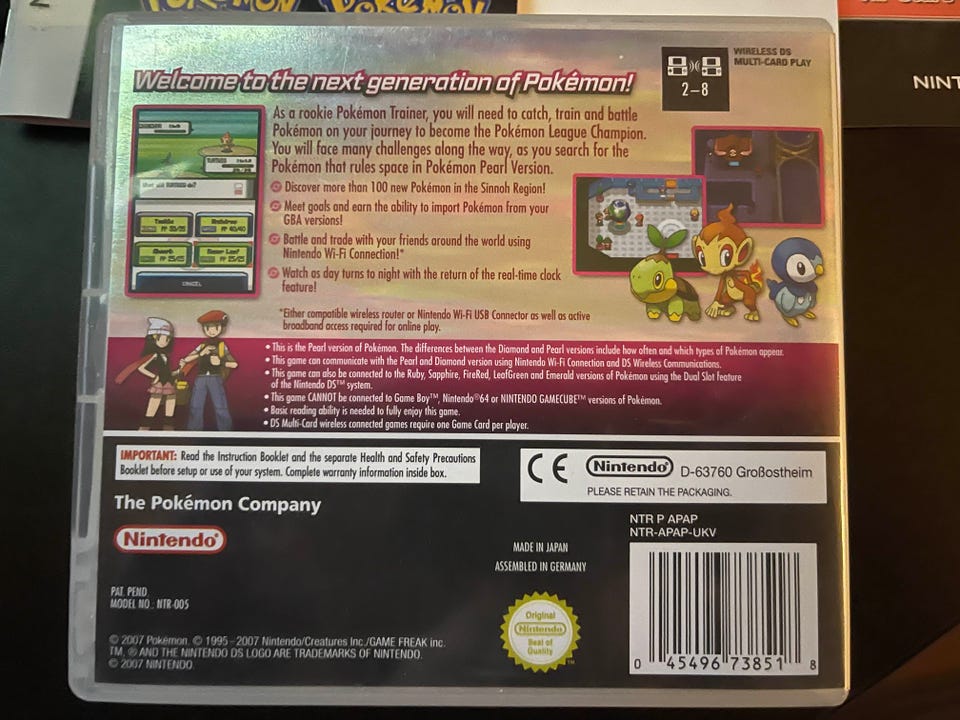 2
POKéMON POKéMON
NINT
Welcome to the next generation of Pokémon!
WIRELESS DS
MULTI-CARD PLAY
2–8
As a rookie Pokémon Trainer, you will need to catch, train and battle
Pokémon on your journey to become the Pokémon League Champion.
You will face many challenges along the way, as you search for the
Pokémon that rules space in Pokémon Pearl Version.
Discover more than 100 new Pokémon in the Sinnoh Region!
Meet goals and earn the ability to import Pokémon from your
GBA versions!
Battle and trade with your friends around the world using
Nintendo Wi-Fi Connection!*
Watch as day turns to night with the return of the real-time clock
feature!
*Either compatible wireless router or Nintendo Wi-Fi USB Connector as well as active
broadband access required for online play.
CANCEL
• This is the Pearl version of Pokémon. The differences between the Diamond and Pearl versions include how often and which types of Pokémon appear.
• This game can communicate with the Pearl and Diamond version using Nintendo Wi-Fi Connection and DS Wireless Communications.
• This game can also be connected to the Ruby, Sapphire, FireRed, LeafGreen and Emerald versions of Pokémon using the Dual Slot feature
of the Nintendo DS™ system.
• This game CANNOT be connected to Game Boy™, Nintendo®64 or NINTENDO GAMECUBE™ versions of Pokémon.
• Basic reading ability is needed to fully enjoy this game.
• DS Multi-Card wireless connected games require one Game Card per player.
IMPORTANT: Read the Instruction Booklet and the separate Health and Safety Precautions
Booklet before setup or use of your system. Complete warranty information inside box.
CE Nintendo® D-63760 Großostheim
PLEASE RETAIN THE PACKAGING.
The Pokémon Company
Nintendo®
NTR P APAP
NTR-APAP-UKV
MADE IN JAPAN
ASSEMBLED IN GERMANY
PAT. PEND.
MODEL NO.: NTR-005
Original
Nintendo
Seal of
Quality
™
© 2007 Pokémon. © 1995–2007 Nintendo/Creatures Inc./GAME FREAK inc.
TM, ® AND THE NINTENDO DS LOGO ARE TRADEMARKS OF NINTENDO.
© 2007 NINTENDO.
0 45496 73851 8